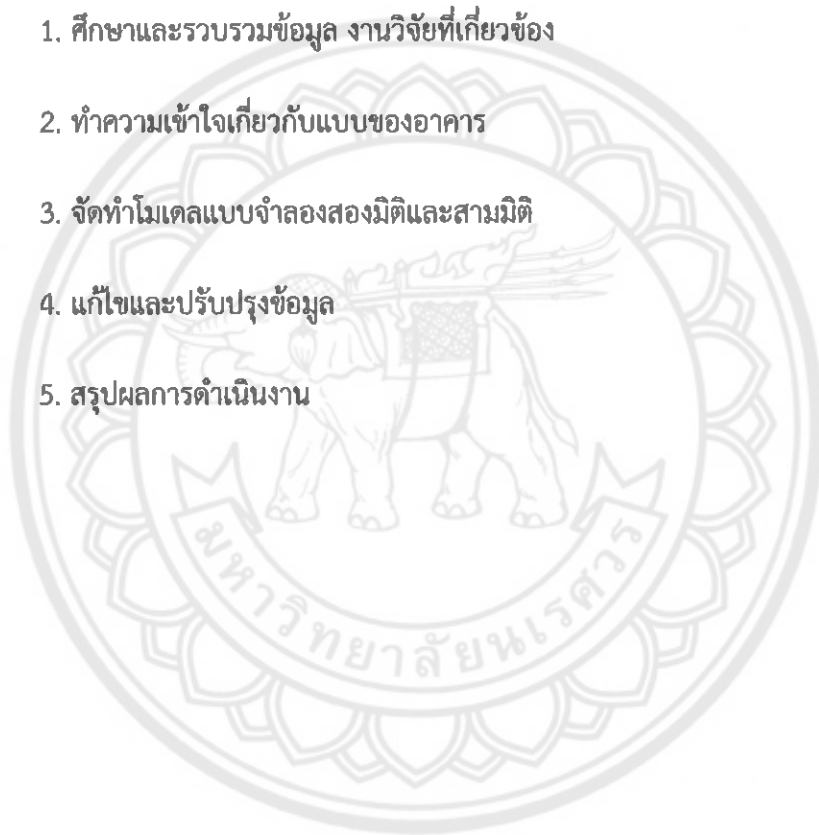 1. ศึกษาและรวบรวมข้อมูล งานวิจัยที่เกี่ยวข้อง
2. ทำความเข้าใจเกี่ยวกับแบบของอาคาร
3. จัดทำโมเดลแบบจำลองสองมิติและสามมิติ
4. แก้ไขและปรับปรุงข้อมูล
5. สรุปผลการดำเนินงาน
มหาวิทยาลัยนเรศวร